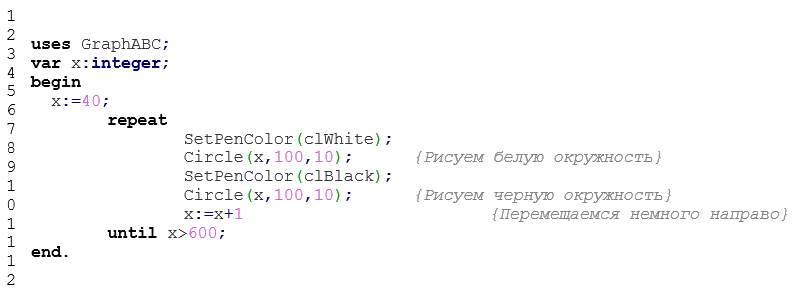 1
2
3
4
5
6
7
8
9
1
0
1
1
1
2
uses GraphABC;
var x:integer;
begin
x:=40;
repeat
SetPenColor(clWhite);
Circle(x,100,10); {Рисуем белую окружность}
SetPenColor(clBlack);
Circle(x,100,10); {Рисуем черную окружность}
x:=x+1 {Перемещаемся немного направо}
until x>600;
end.